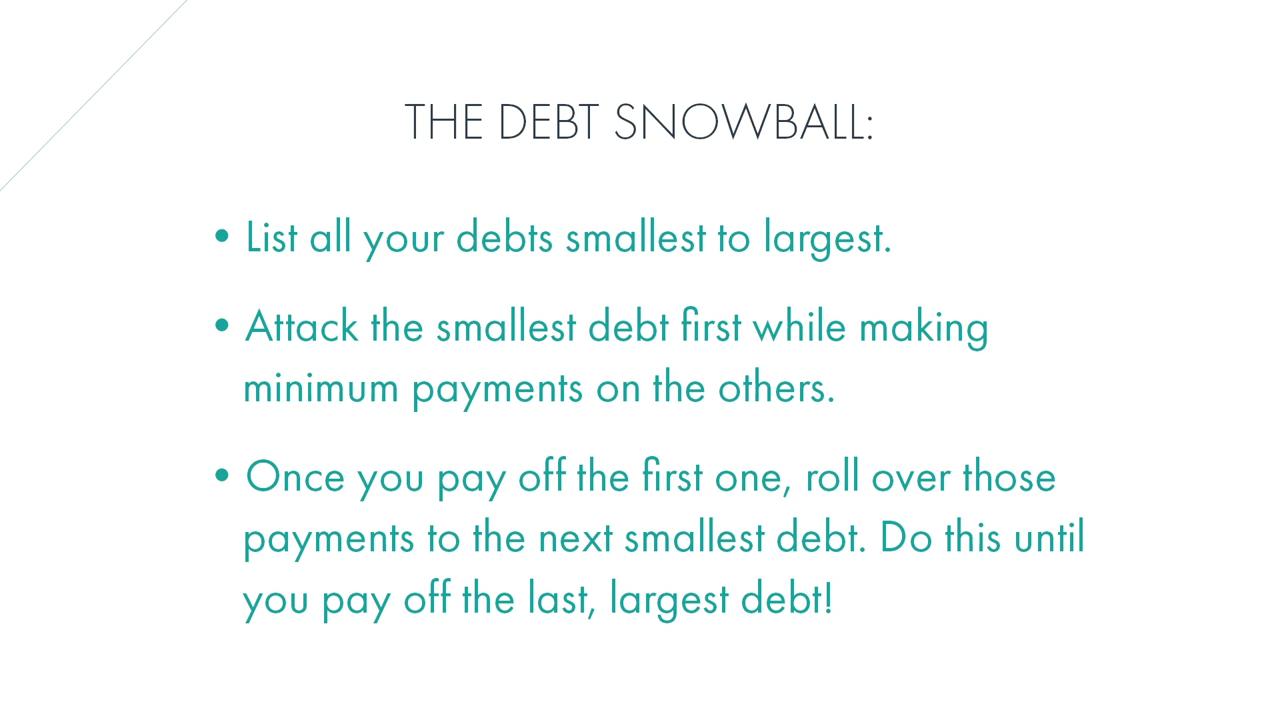 THE DEBT SNOWBALL:
• List all your debts smallest to largest.
• Attack the smallest debt first while making
minimum payments on the others.
• Once you pay off the first one, roll over those
payments to the next smallest debt. Do this until
you pay off the last, largest debt!